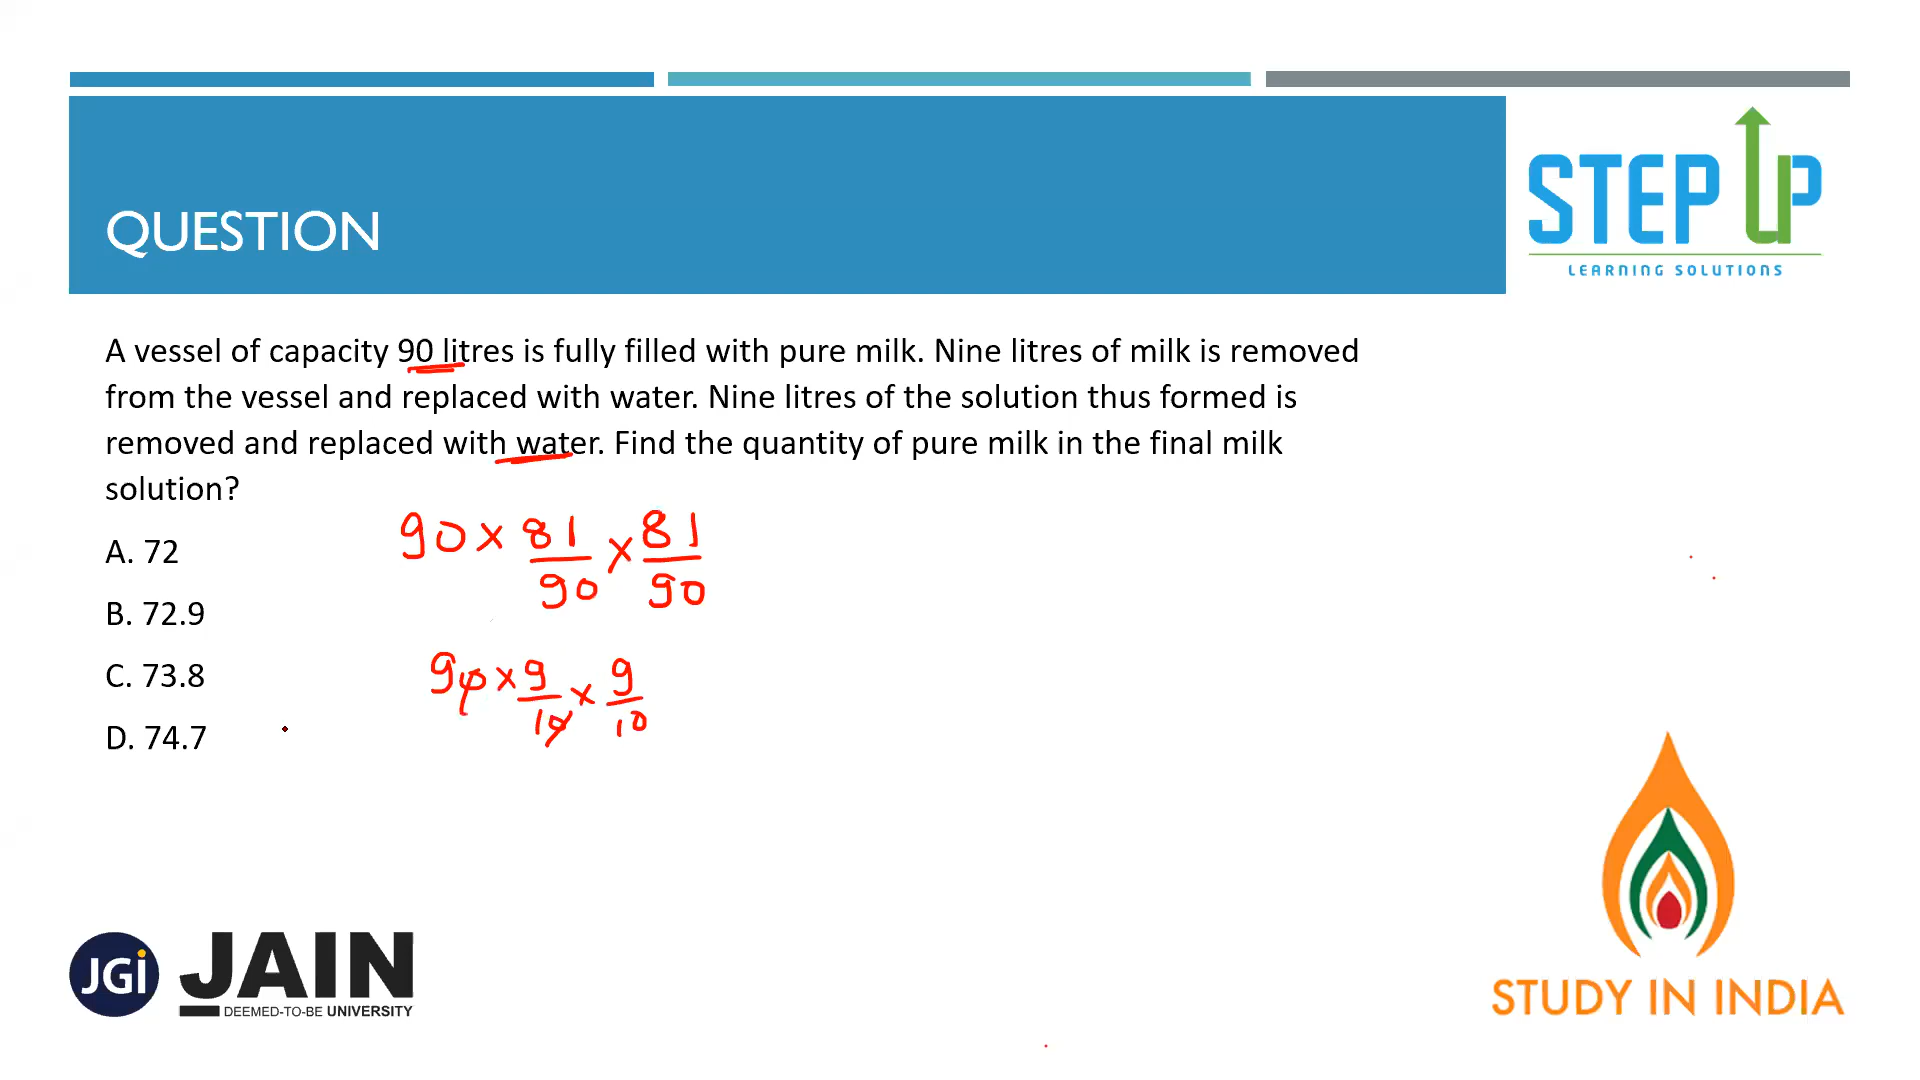 STEP UP
LEARNING SOLUTIONS
QUESTION
A vessel of capacity 90 litres is fully filled with pure milk. Nine litres of milk is removed
from the vessel and replaced with water. Nine litres of the solution thus formed is
removed and replaced with water. Find the quantity of pure milk in the final milk
solution?
90 × 81/90 × 81/90
A. 72
B. 72.9
90 × 9/10 × 9/10
C. 73.8
D. 74.7
JGi JAIN
DEEMED-TO-BE UNIVERSITY
STUDY IN INDIA